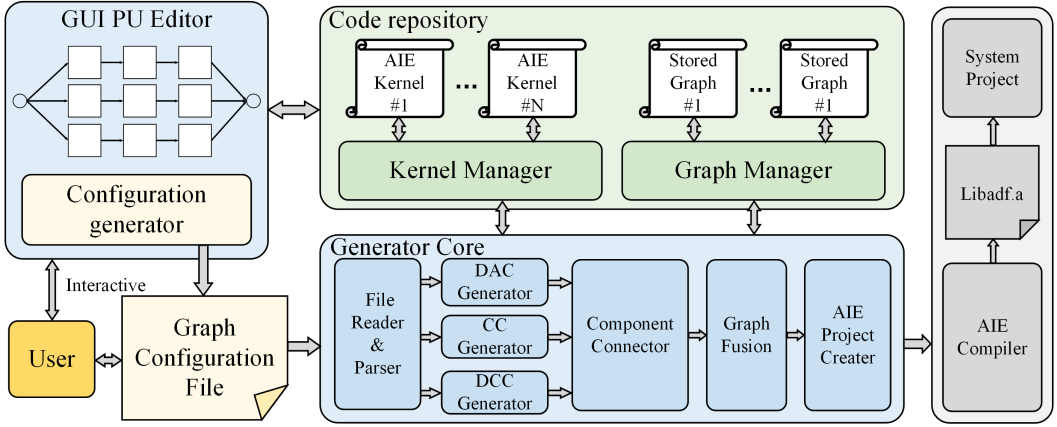 GUI PU Editor
Configuration
generator
Interactive
User
Graph
Configuration
File
Code repository
AIE
Kernel
#1
...
AIE
Kernel
#N
Stored
Graph
#1
...
Stored
Graph
#1
Kernel Manager
Graph Manager
Generator Core
File
Reader
&
Parser
DAC
Generator
CC
Generator
DCC
Generator
Component
Connector
Graph
Fusion
AIE
Project
Creater
System
Project
Libadf.a
AIE
Compiler